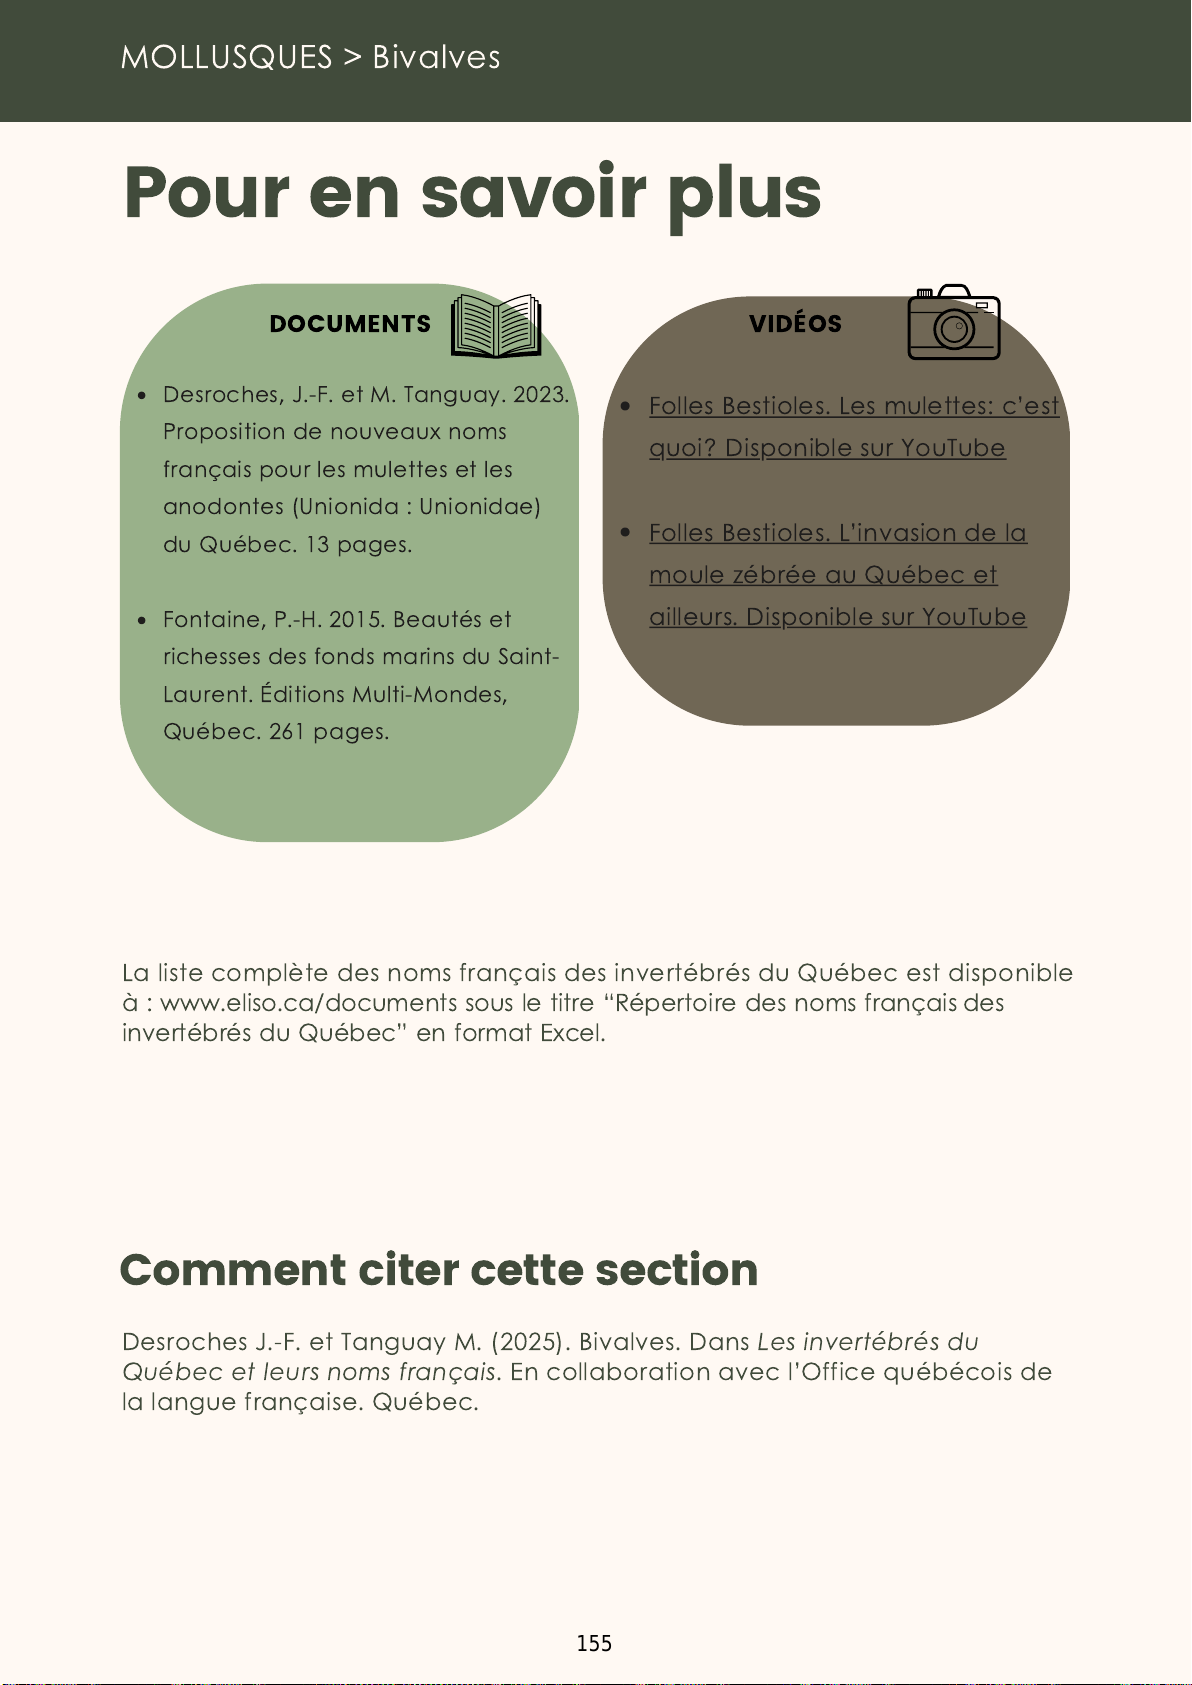 MOLLUSQUES > Bivalves
Pour en savoir plus
DOCUMENTS
• Desroches, J.-F. et M. Tanguay. 2023.
Proposition de nouveaux noms
français pour les mulettes et les
anodontes (Unionida : Unionidae)
du Québec. 13 pages.
• Fontaine, P.-H. 2015. Beautés et
richesses des fonds marins du Saint-
Laurent. Éditions Multi-Mondes,
Québec. 261 pages.
VIDÉOS
• Folles Bestioles. Les mulettes: c’est
quoi? Disponible sur YouTube
• Folles Bestioles. L’invasion de la
moule zébrée au Québec et
ailleurs. Disponible sur YouTube
La liste complète des noms français des invertébrés du Québec est disponible
à : www.eliso.ca/documents sous le titre “Répertoire des noms français des
invertébrés du Québec” en format Excel.
Comment citer cette section
Desroches J.-F. et Tanguay M. (2025). Bivalves. Dans Les invertébrés du
Québec et leurs noms français. En collaboration avec l’Office québécois de
la langue française. Québec.
155